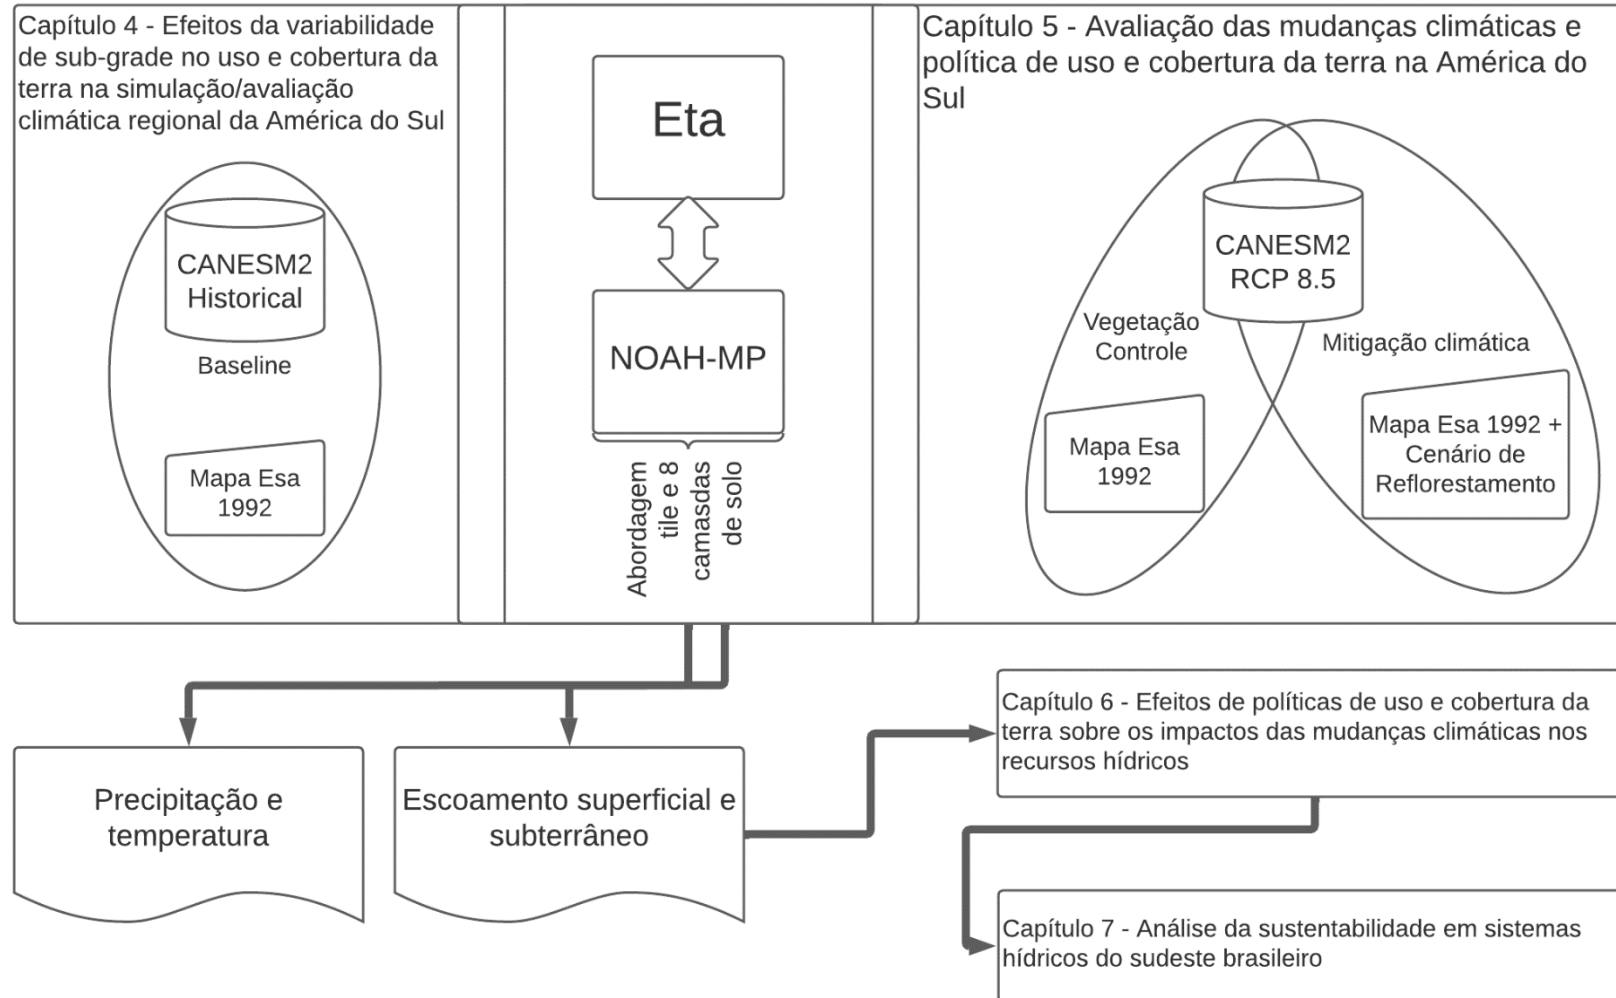 Capítulo 4 - Efeitos da variabilidade
de sub-grade no uso e cobertura da
terra na simulação/avaliação
climática regional da América do Sul
CANESM2
Historical
Baseline
Mapa Esa
1992
Eta
NOAH-MP
Abordagem
tile e 8
camasdas
de solo
Capítulo 5 - Avaliação das mudanças climáticas e
política de uso e cobertura da terra na América do
Sul
CANESM2
RCP 8.5
Vegetação
Controle
Mitigação climática
Mapa Esa
1992
Mapa Esa 1992 +
Cenário de
Reflorestamento
Precipitação e
temperatura
Escoamento superficial e
subterrâneo
Capítulo 6 - Efeitos de políticas de uso e cobertura da
terra sobre os impactos das mudanças climáticas nos
recursos hídricos
Capítulo 7 - Análise da sustentabilidade em sistemas
hídricos do sudeste brasileiro